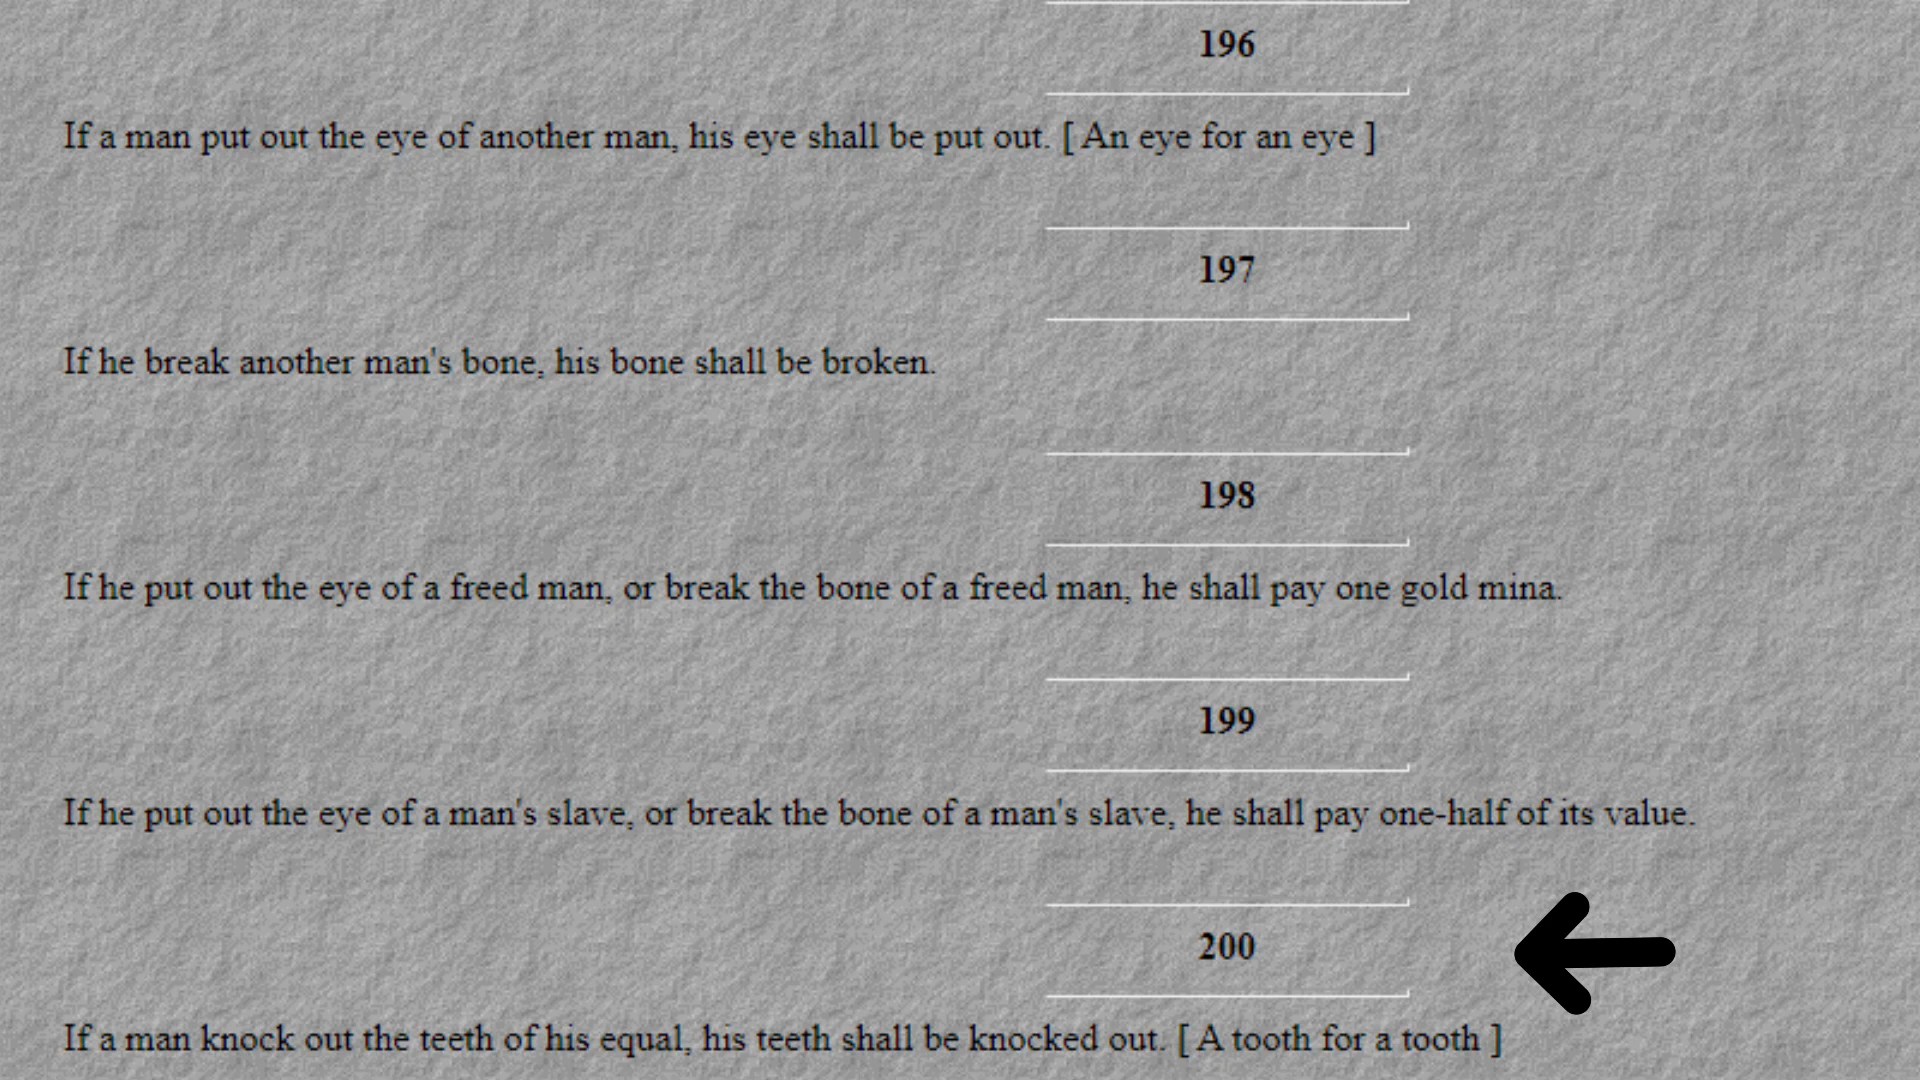 196
If a man put out the eye of another man, his eye shall be put out. [ An eye for an eye ]
197
If he break another man's bone, his bone shall be broken.
198
If he put out the eye of a freed man, or break the bone of a freed man, he shall pay one gold mina.
199
If he put out the eye of a man's slave, or break the bone of a man's slave, he shall pay one-half of its value.
200
If a man knock out the teeth of his equal, his teeth shall be knocked out. [ A tooth for a tooth ]